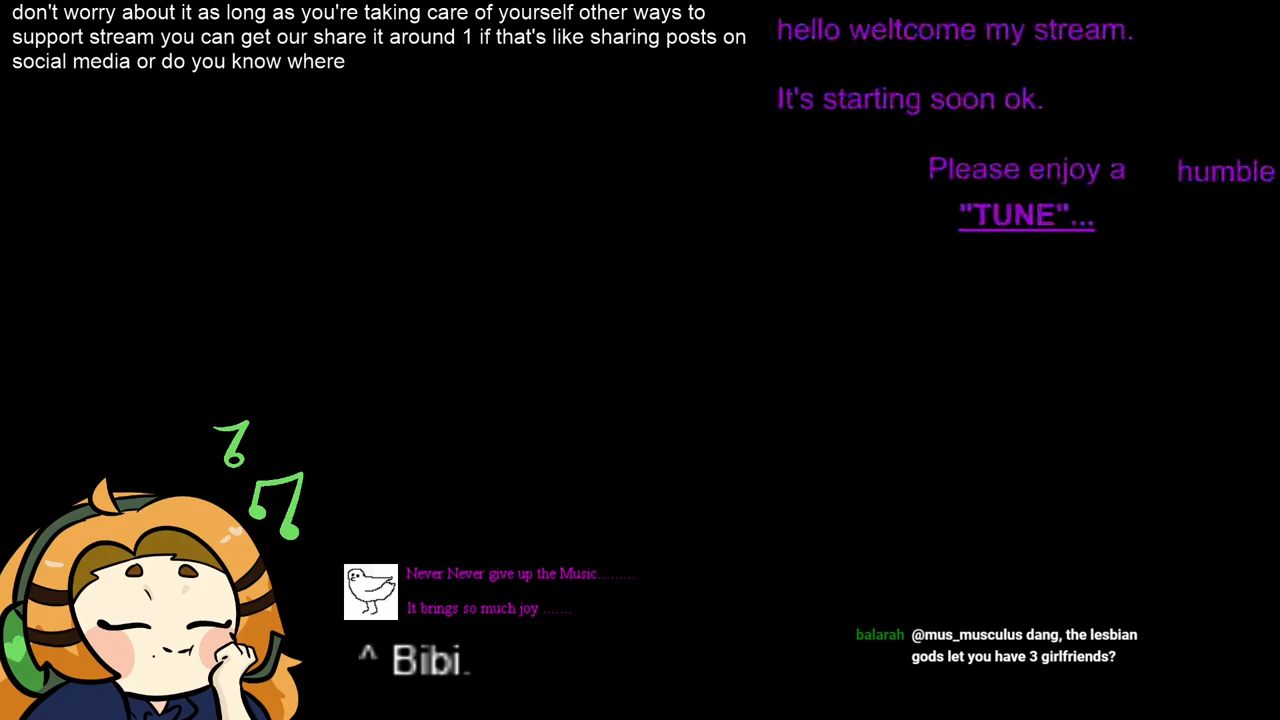 don't worry about it as long as you're taking care of yourself other ways to
support stream you can get our share it around 1 if that's like sharing posts on
social media or do you know where
hello weltcome my stream.
It's starting soon ok.
Please enjoy a humble
"TUNE"...
Never Never give up the Music.........
It brings so much joy .......
^ Bibi.
balarah @mus_musculus dang, the lesbian
gods let you have 3 girlfriends?